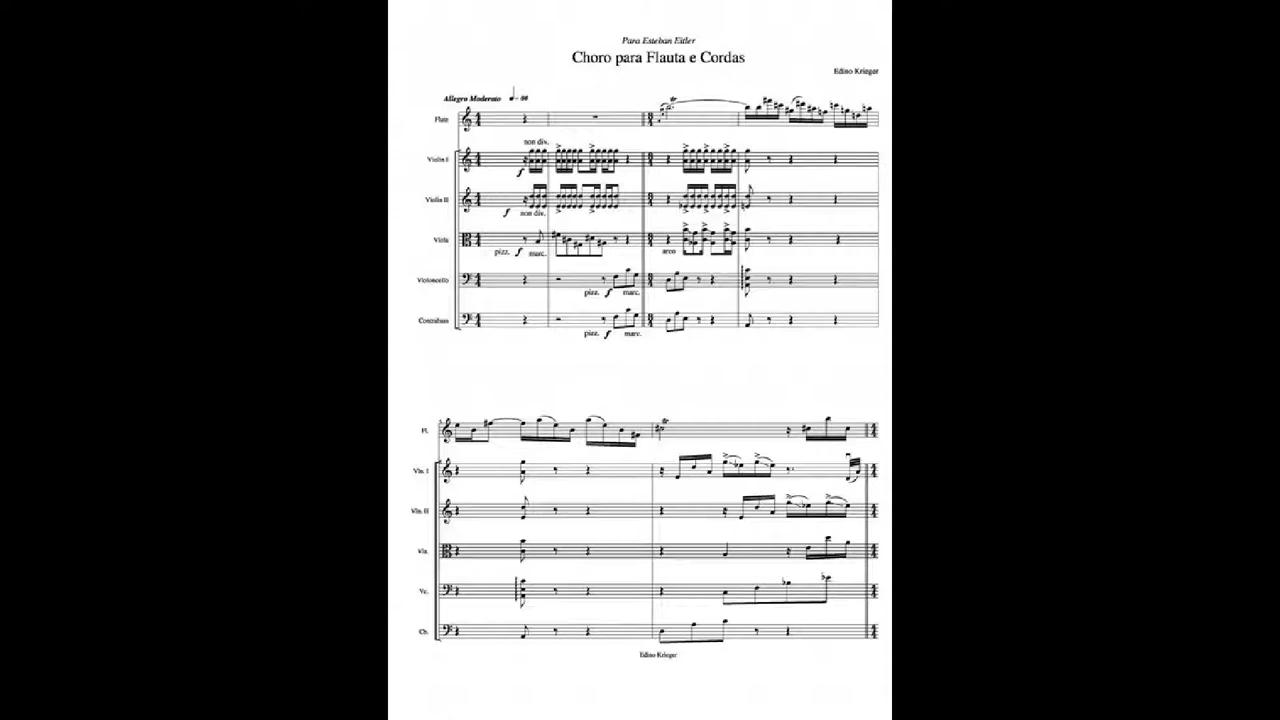 Para Esteban Eitler
Choro para Flauta e Cordas
Edino Krieger
Allegro Moderato
Flute
non div.
Violin I
f
Violin II
f non div.
Viola
pizz. f marc. arco
Violoncello
pizz. f marc.
Contrabass
pizz. f marc.
Fl.
Vln. I
Vln. II
Vla.
Vc.
Cb.
Edino Krieger